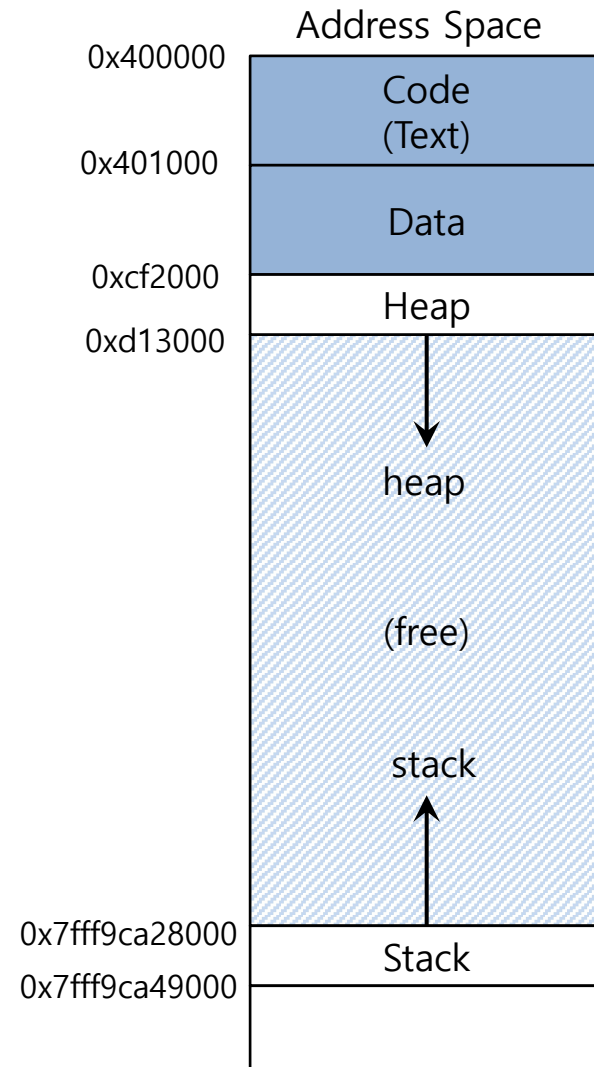 Address Space
0x400000
Code
(Text)
0x401000
Data
0xcf2000
Heap
0xd13000
heap
(free)
stack
0x7fff9ca28000
Stack
0x7fff9ca49000